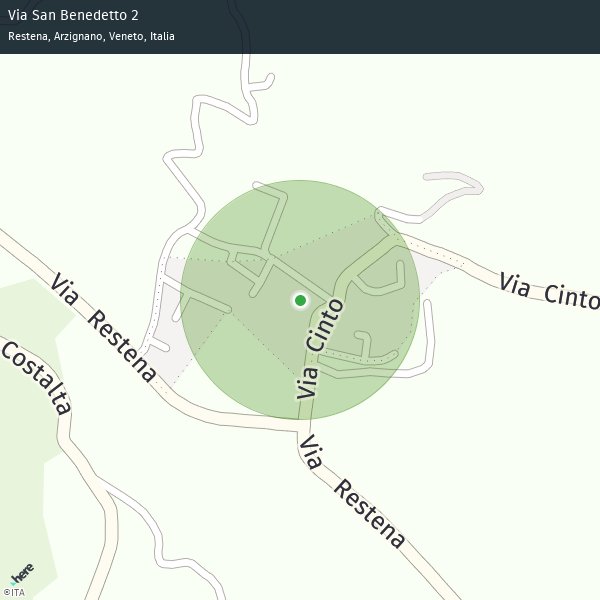 Via San Benedetto 2
Restena, Arzignano, Veneto, Italia
Via Cinto
Via Restena
Via Cinto
Costalta
Via Restena
here
©ITA